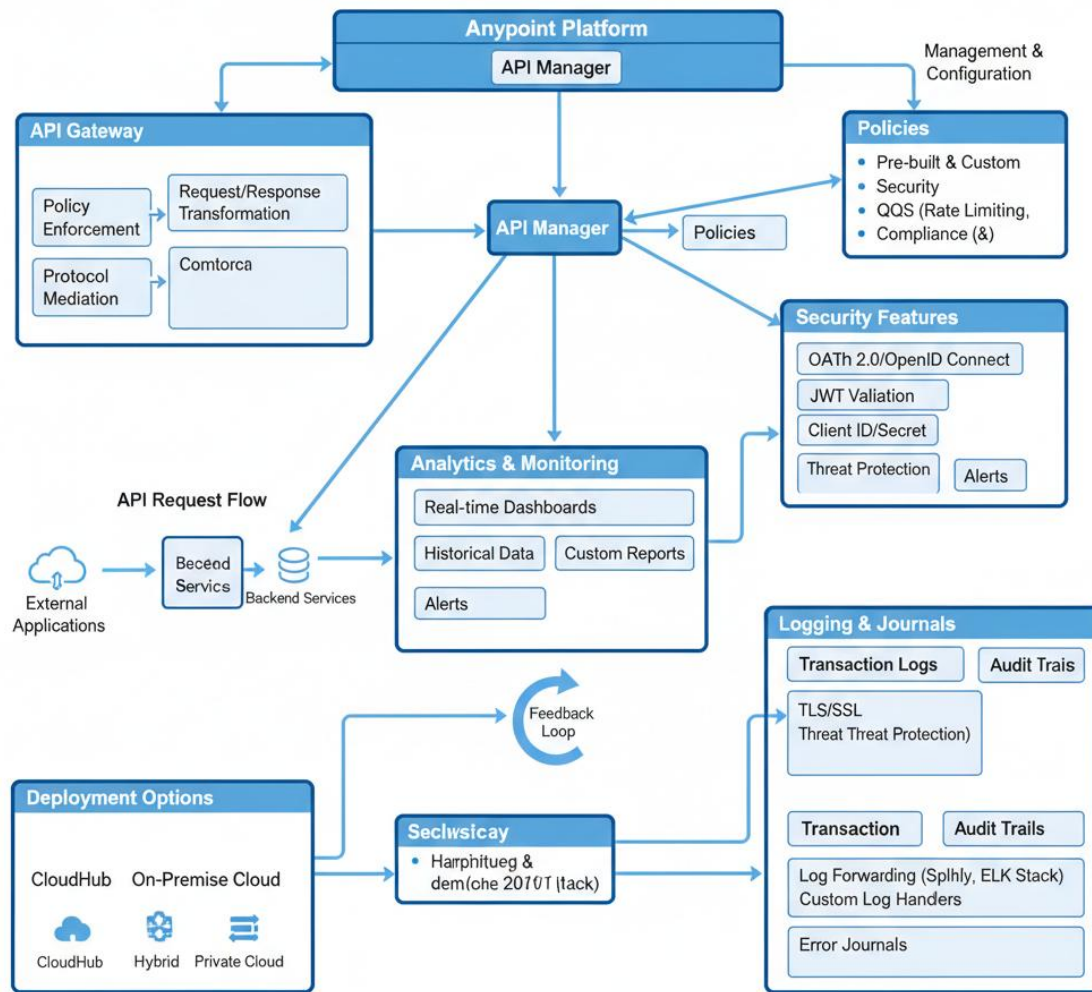 Anypoint Platform
API Manager
Management &
Configuration
API Gateway
Policy
Enforcement
Request/Response
Transformation
Protocol
Mediation
Comtorca
API Manager
Policies
Policies
• Pre-built & Custom
• Security
• QQS (Rate Limiting,
• Compliance (&)
Security Features
OATh 2.0/OpenID Connect
JWT Valiation
Client ID/Secret
Threat Protection
Alerts
Analytics & Monitoring
Real-time Dashboards
Historical Data
Custom Reports
Alerts
API Request Flow
External
Applications
Backend Services
Feedback
Loop
Logging & Journals
Transaction Logs
Audit Trais
TLS/SSL
Threat Threat Protection)
Transaction
Audit Trails
Log Forwarding (Splhly, ELK Stack)
Custom Log Handlers
Error Journals
Deployment Options
CloudHub
On-Premise Cloud
CloudHub
Hybrid
Private Cloud